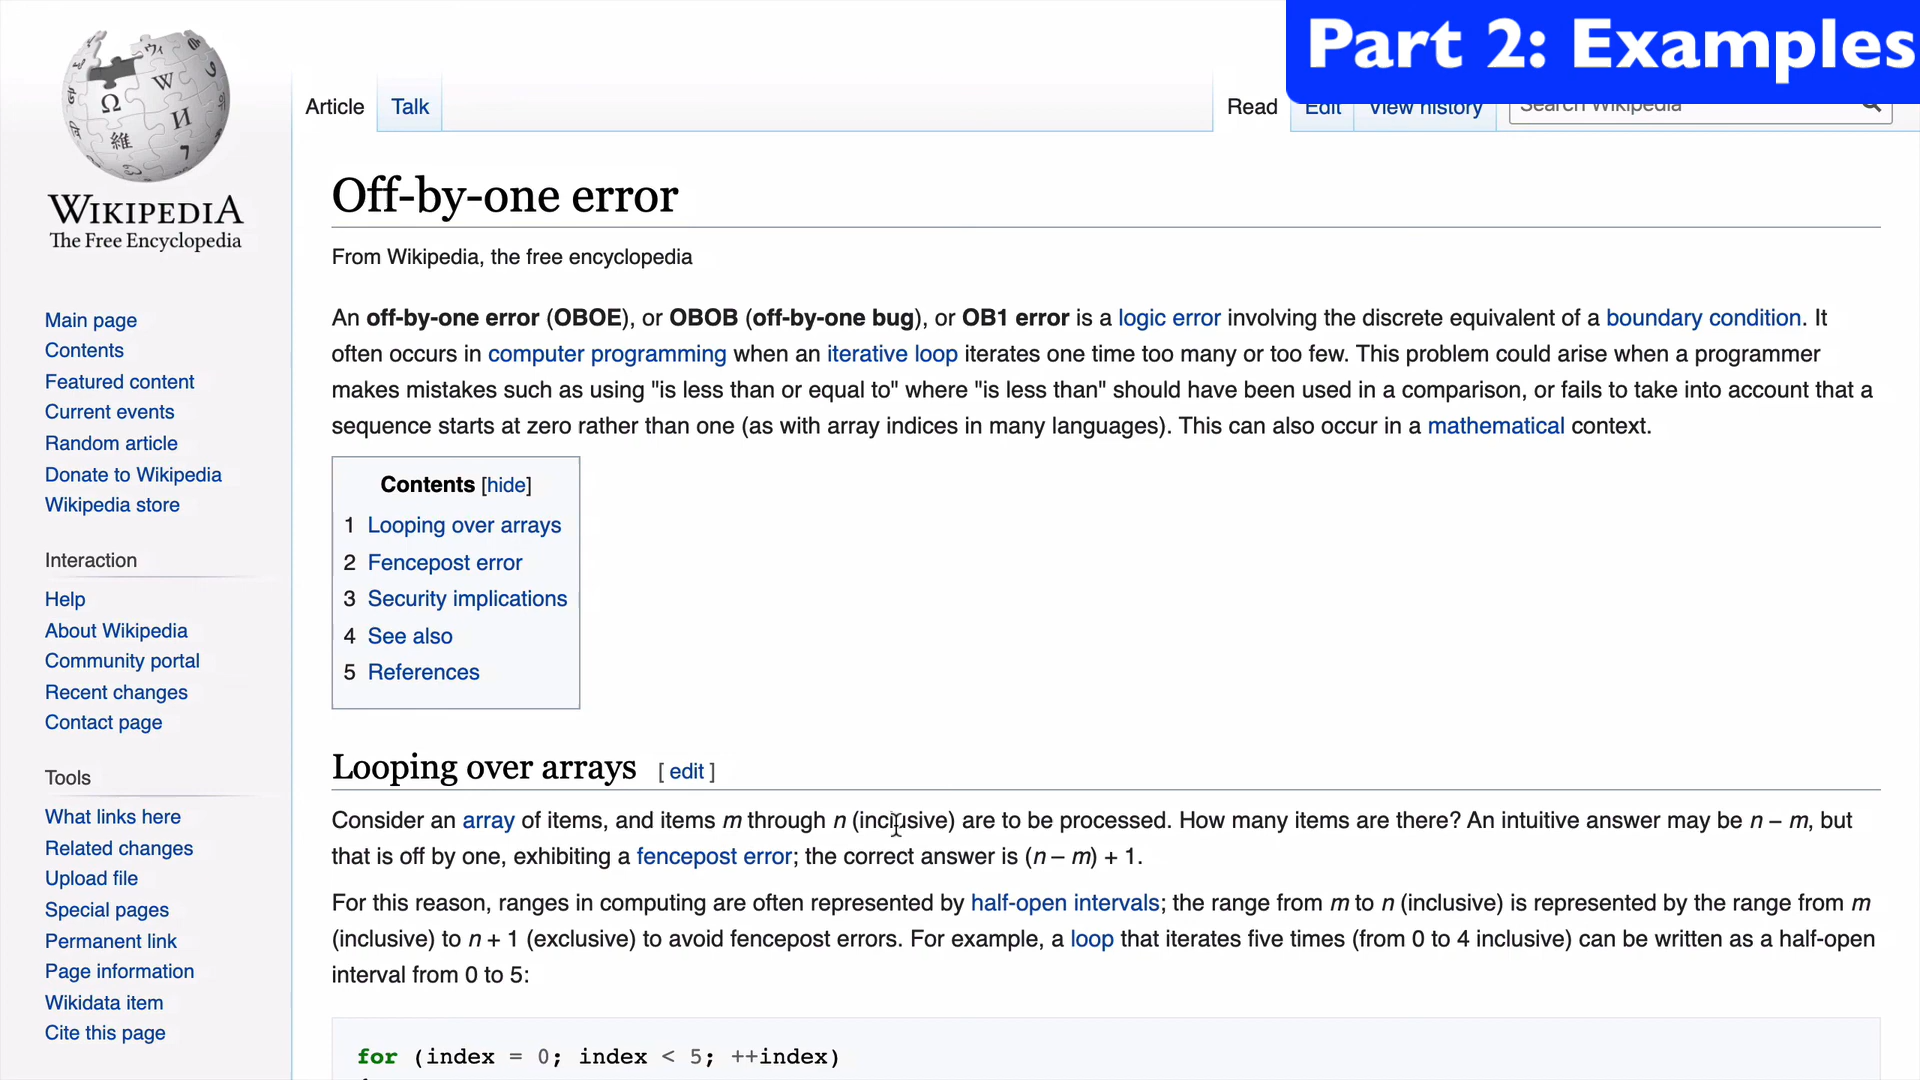 Part 2: Examples
WIKIPEDIA
The Free Encyclopedia
Article
Talk
Read
Edit
View history
Search Wikipedia
Main page
Contents
Featured content
Current events
Random article
Donate to Wikipedia
Wikipedia store
Interaction
Help
About Wikipedia
Community portal
Recent changes
Contact page
Tools
What links here
Related changes
Upload file
Special pages
Permanent link
Page information
Wikidata item
Cite this page
Off-by-one error
From Wikipedia, the free encyclopedia
An off-by-one error (OBOE), or OBOB (off-by-one bug), or OB1 error is a logic error involving the discrete equivalent of a boundary condition. It
often occurs in computer programming when an iterative loop iterates one time too many or too few. This problem could arise when a programmer
makes mistakes such as using "is less than or equal to" where "is less than" should have been used in a comparison, or fails to take into account that a
sequence starts at zero rather than one (as with array indices in many languages). This can also occur in a mathematical context.
Contents [hide]
1 Looping over arrays
2 Fencepost error
3 Security implications
4 See also
5 References
Looping over arrays [ edit ]
Consider an array of items, and items m through n (inclusive) are to be processed. How many items are there? An intuitive answer may be n – m, but
that is off by one, exhibiting a fencepost error; the correct answer is (n – m) + 1.
For this reason, ranges in computing are often represented by half-open intervals; the range from m to n (inclusive) is represented by the range from m
(inclusive) to n + 1 (exclusive) to avoid fencepost errors. For example, a loop that iterates five times (from 0 to 4 inclusive) can be written as a half-open
interval from 0 to 5:
for (index = 0; index < 5; ++index)